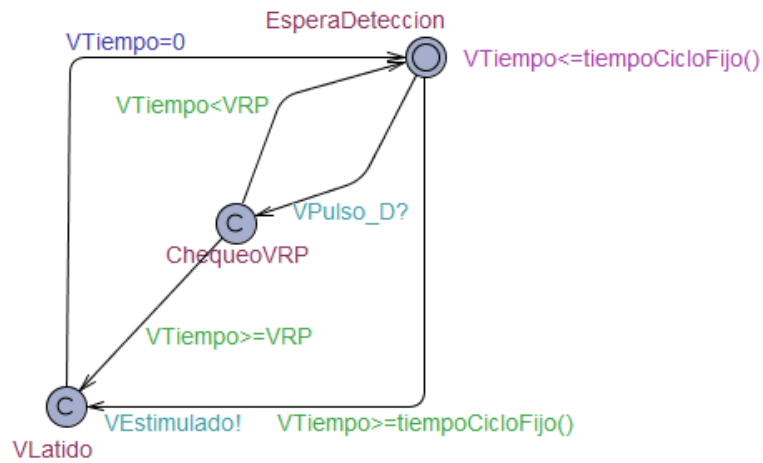 EsperaDeteccion
VTiempo=0
VTiempo<=tiempoCicloFijo()
VTiempo<VRP
VPulso_D?
C
ChequeoVRP
VTiempo>=VRP
C
VEstimulado!
VTiempo>=tiempoCicloFijo()
VLatido